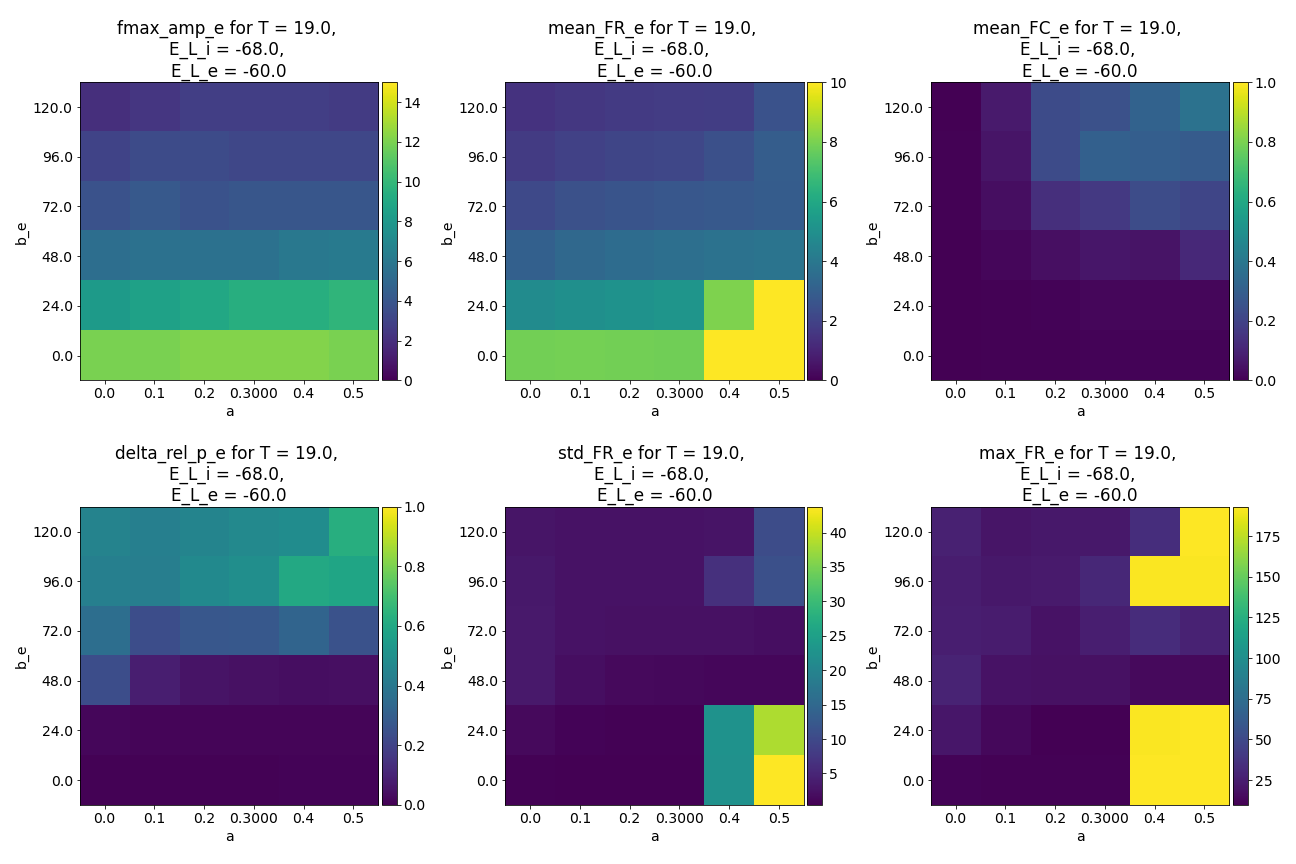 fmax_amp_e for T = 19.0,
E_L_i = -68.0,
E_L_e = -60.0
120.0
96.0
72.0
48.0
24.0
0.0
b_e
0.0 0.1 0.2 0.3000 0.4 0.5
a
14
12
10
8
6
4
2
0
mean_FR_e for T = 19.0,
E_L_i = -68.0,
E_L_e = -60.0
120.0
96.0
72.0
48.0
24.0
0.0
b_e
0.0 0.1 0.2 0.3000 0.4 0.5
a
10
8
6
4
2
0
mean_FC_e for T = 19.0,
E_L_i = -68.0,
E_L_e = -60.0
120.0
96.0
72.0
48.0
24.0
0.0
b_e
0.0 0.1 0.2 0.3000 0.4 0.5
a
1.0
0.8
0.6
0.4
0.2
0.0
delta_rel_p_e for T = 19.0,
E_L_i = -68.0,
E_L_e = -60.0
120.0
96.0
72.0
48.0
24.0
0.0
b_e
0.0 0.1 0.2 0.3000 0.4 0.5
a
1.0
0.8
0.6
0.4
0.2
0.0
std_FR_e for T = 19.0,
E_L_i = -68.0,
E_L_e = -60.0
120.0
96.0
72.0
48.0
24.0
0.0
b_e
0.0 0.1 0.2 0.3000 0.4 0.5
a
40
35
30
25
20
15
10
5
max_FR_e for T = 19.0,
E_L_i = -68.0,
E_L_e = -60.0
120.0
96.0
72.0
48.0
24.0
0.0
b_e
0.0 0.1 0.2 0.3000 0.4 0.5
a
175
150
125
100
75
50
25